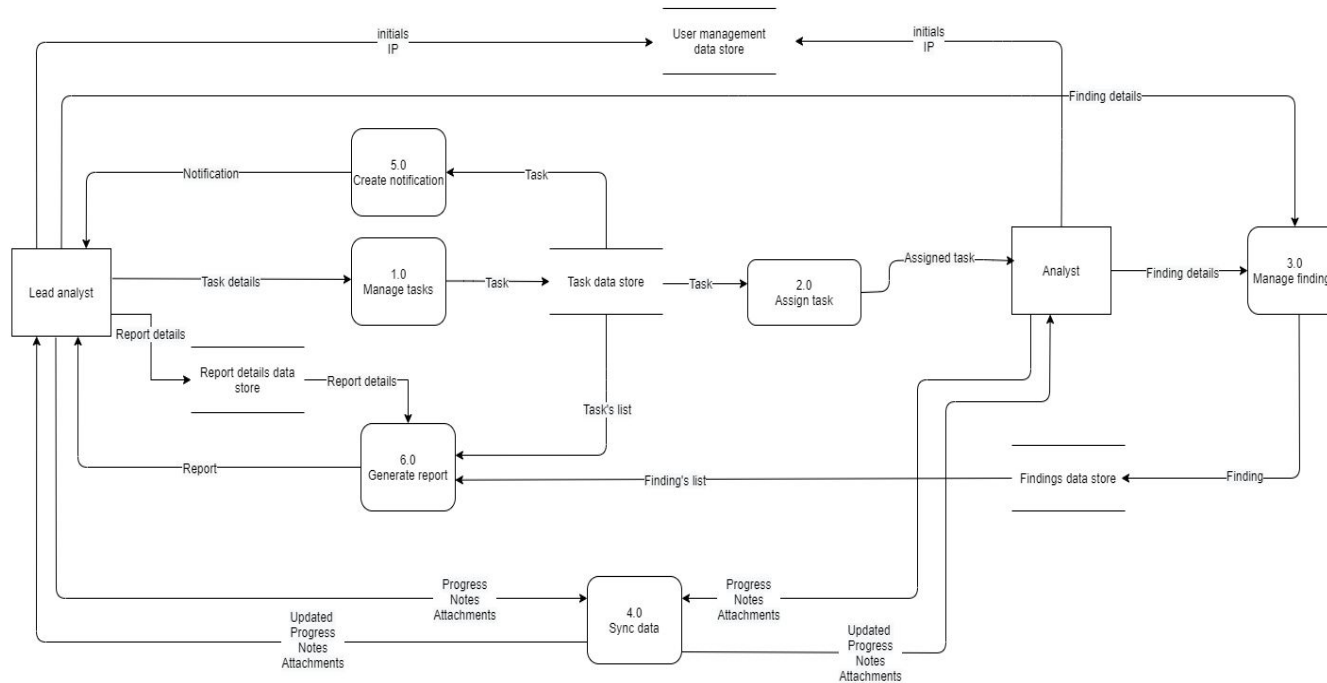 initials
IP
User management
data store
initials
IP
Finding details
5.0
Create notification
Notification
Task
Lead analyst
Task details
1.0
Manage tasks
Task
Task data store
Task
2.0
Assign task
Assigned task
Analyst
Finding details
3.0
Manage finding
Report details
Report details data
store
Report details
Task's list
6.0
Generate report
Report
Finding's list
Findings data store
Finding
Progress
Notes
Attachments
4.0
Sync data
Progress
Notes
Attachments
Updated
Progress
Notes
Attachments
Updated
Progress
Notes
Attachments